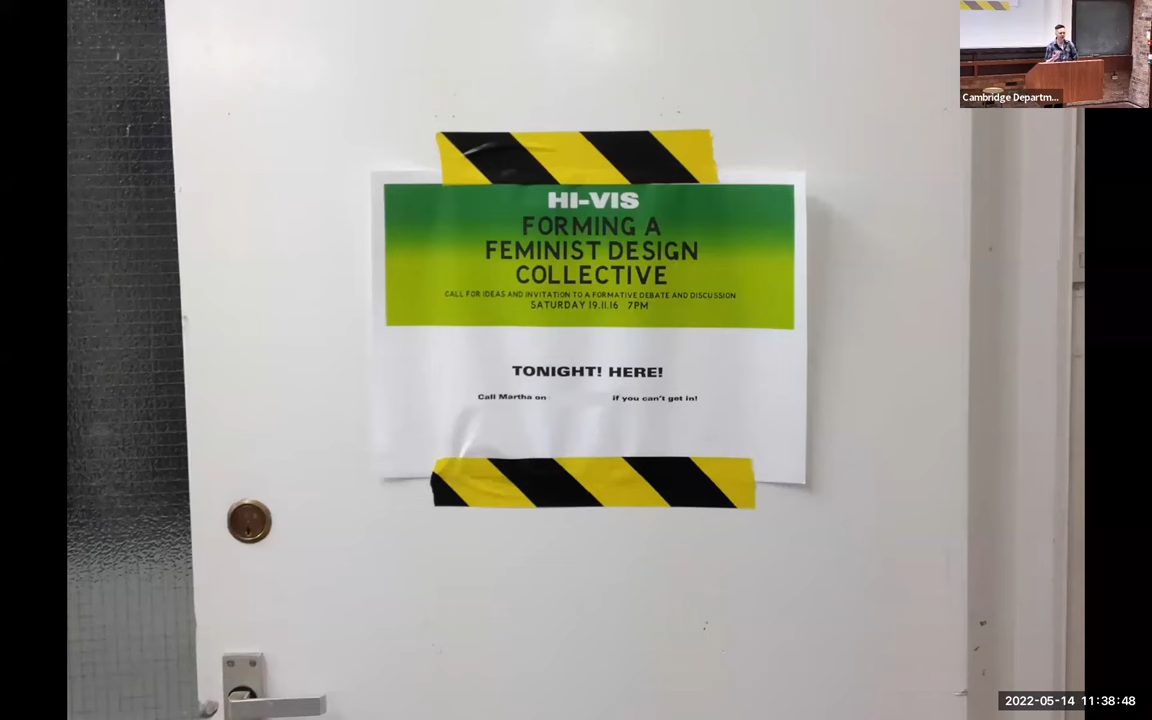 Cambridge Departm...
HI-VIS
FORMING A
FEMINIST DESIGN
COLLECTIVE
CALL FOR IDEAS AND INVITATION TO A FORMATIVE DEBATE AND DISCUSSION
SATURDAY 19.11.16 7PM
TONIGHT! HERE!
Call Martha on if you can't get in!
2022-05-14 11:38:48